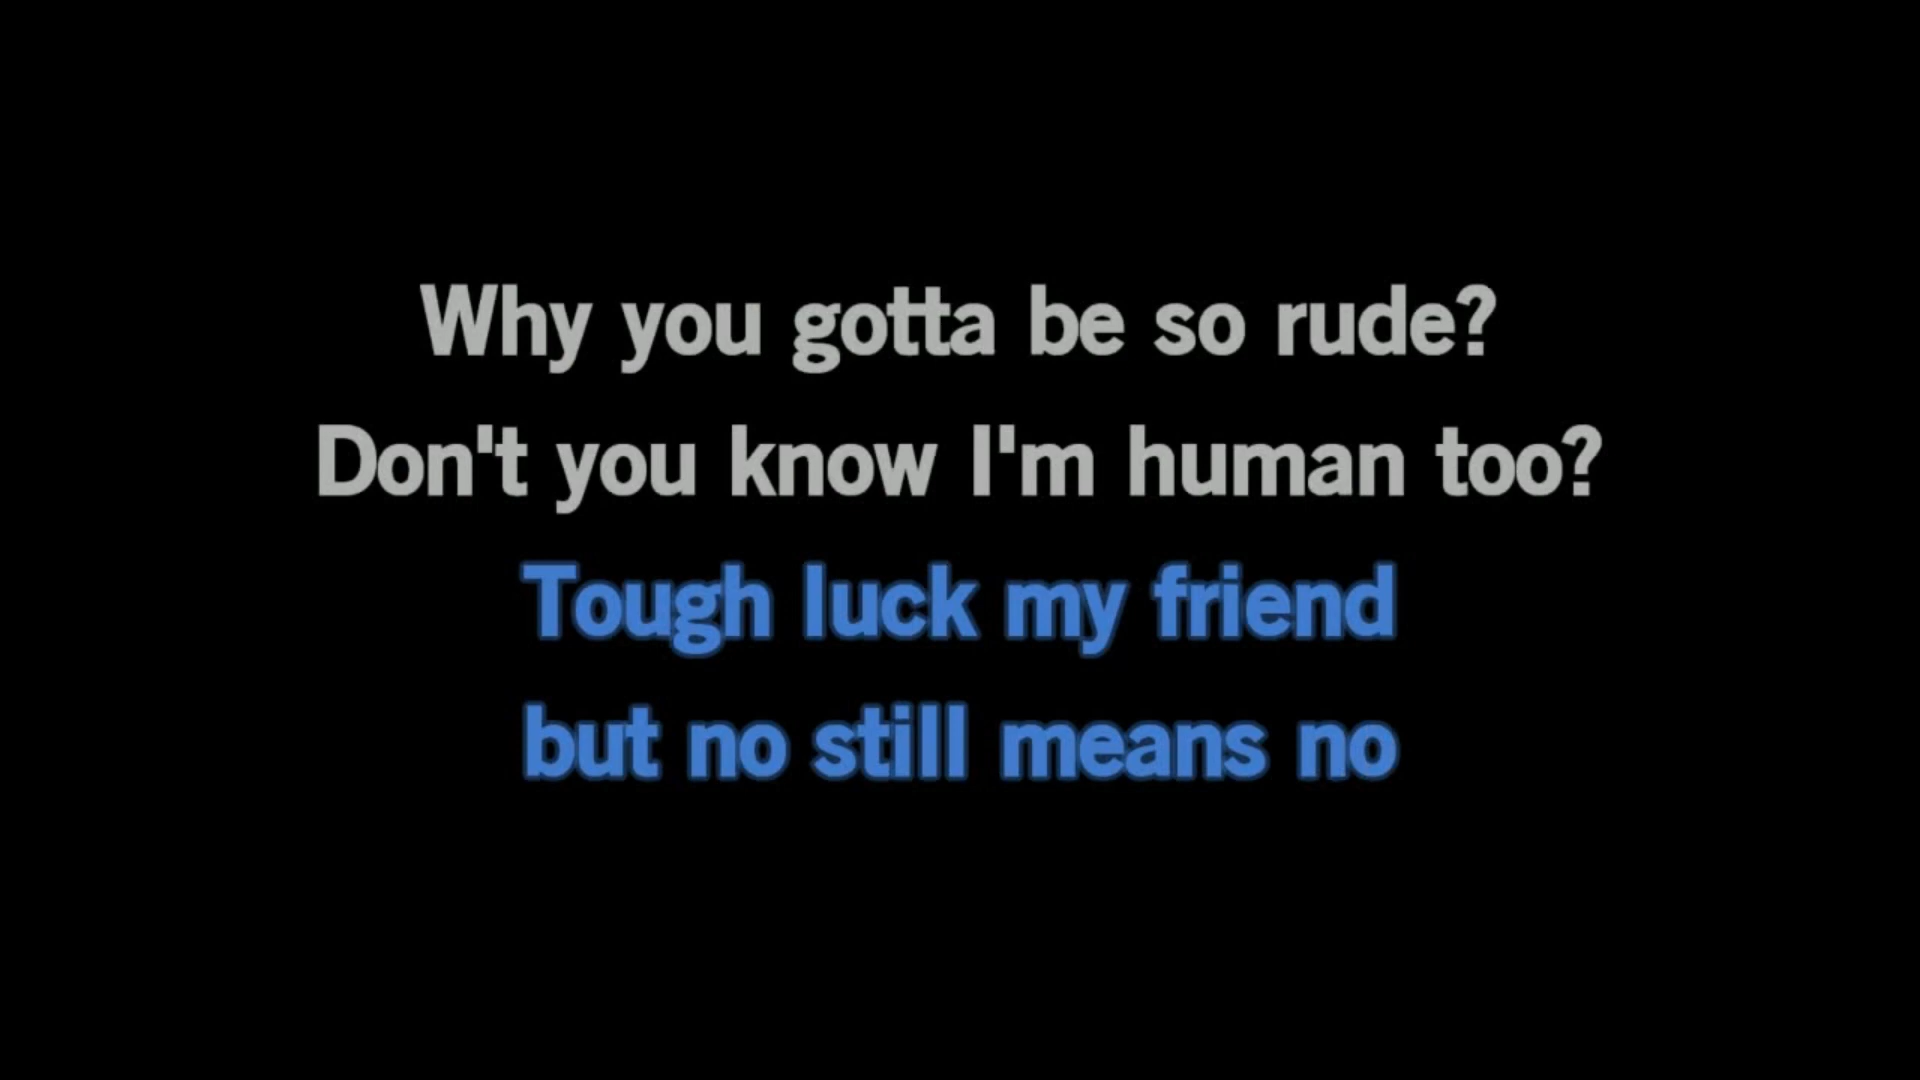 Why you gotta be so rude?
Don't you know I'm human too?
Tough luck my friend
but no still means no